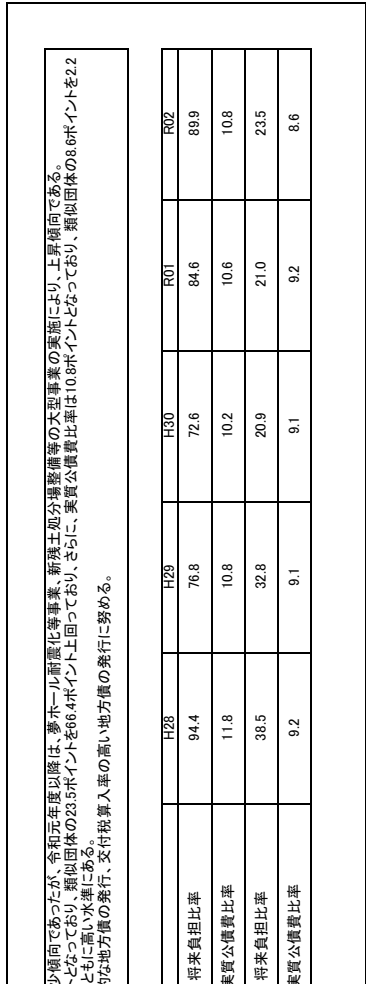 少傾向であったが、令和元年度以降は、夢ホール耐震化等事業、新残土処分場整備等の大型事業の実施により、上昇傾向である。
トとなっており、類似団体の23.5ポイントを66.4ポイント上回っており、さらに、実質公債費比率は10.8ポイントとなっており、類似団体の8.6ポイントを2.2
ともに高い水準にある。
的な地方債の発行、交付税算入率の高い地方債の発行に努める。
H28 H29 H30 R01 R02
将来負担比率 94.4 76.8 72.6 84.6 89.9
実質公債費比率 11.8 10.8 10.2 10.6 10.8
将来負担比率 38.5 32.8 20.9 21.0 23.5
実質公債費比率 9.2 9.1 9.1 9.2 8.6